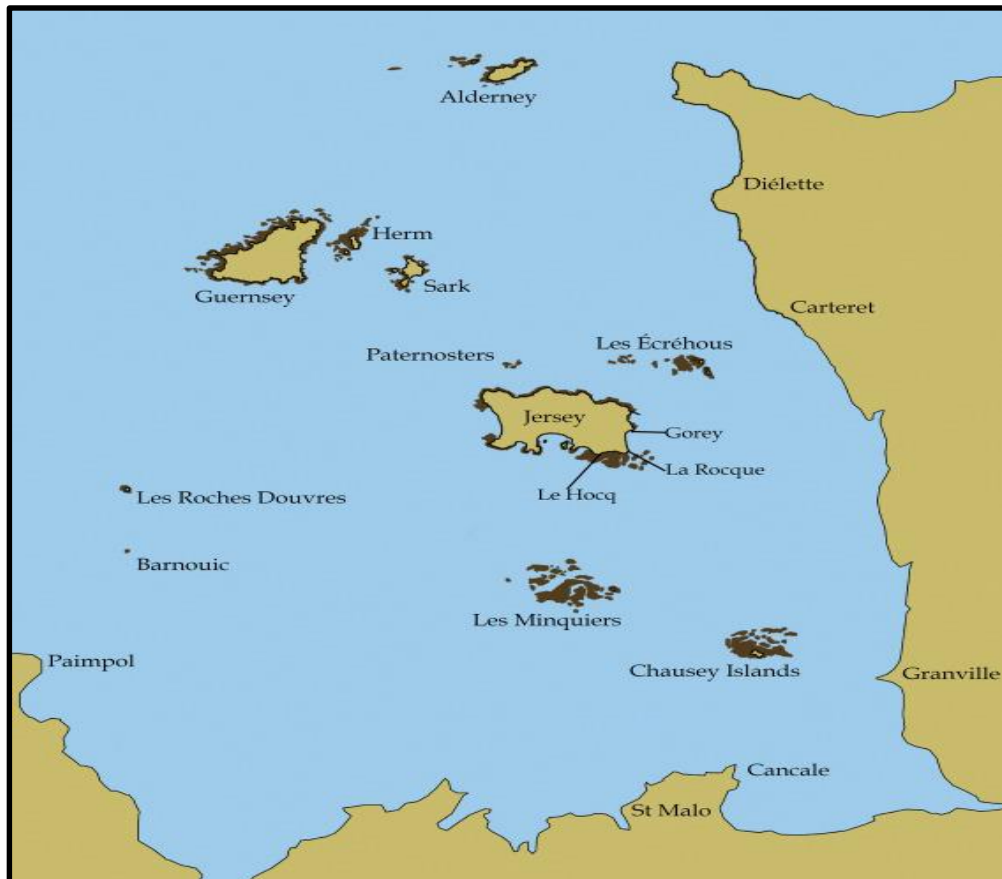 Alderney
Diélette
Herm
Sark
Guernsey
Carteret
Les Écréhous
Paternosters
Jersey
Gorey
La Rocque
Le Hocq
Les Roches Douvres
Barnouic
Les Minquiers
Paimpol
Chausey Islands
Granville
Cancale
St Malo